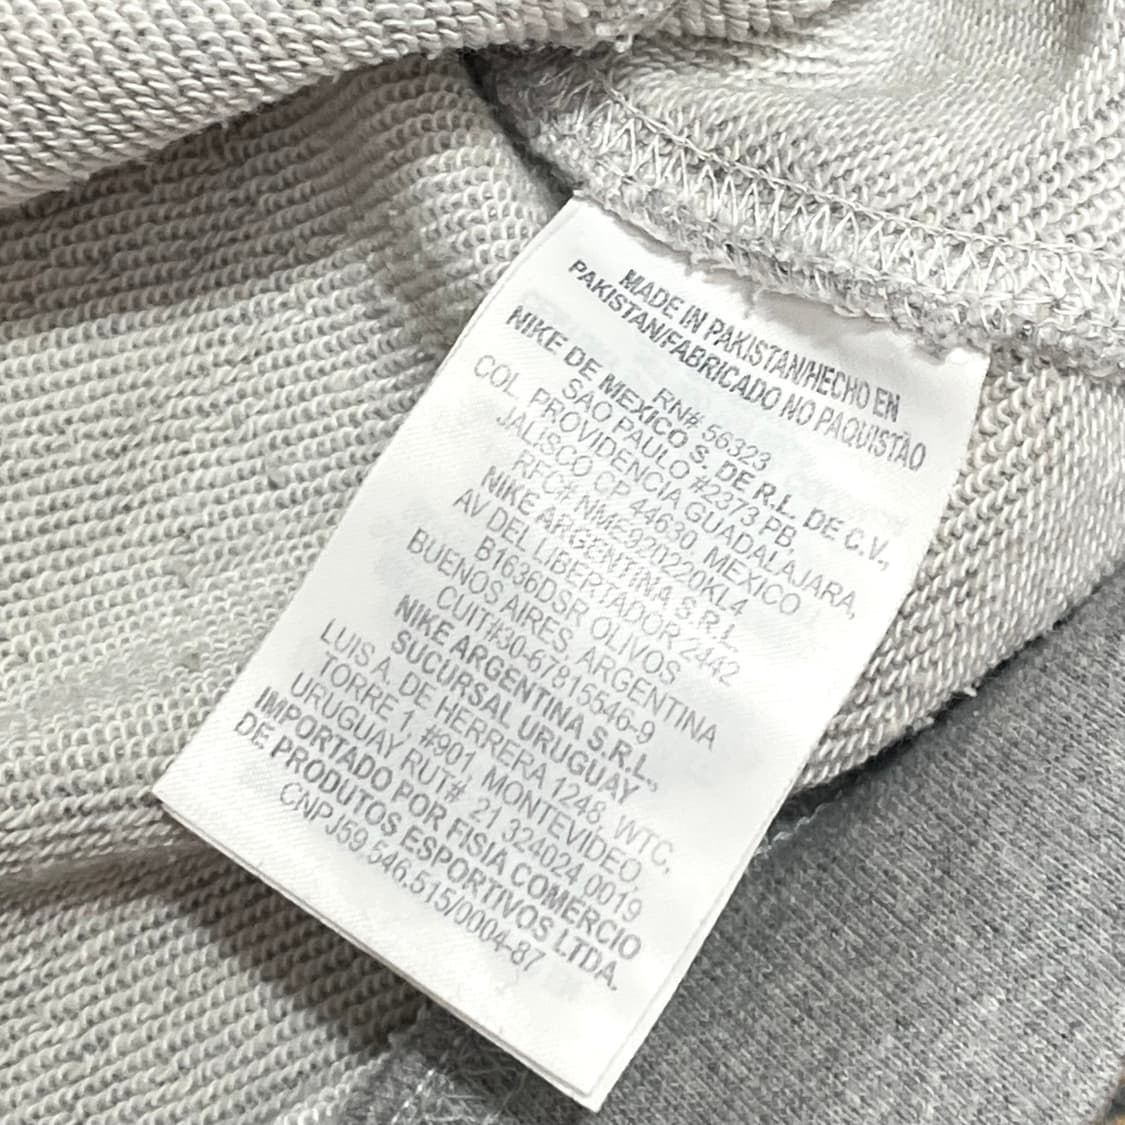 MADE IN PAKISTAN/HECHO EN
PAKISTAN/FABRICADO NO PAQUISTÃO
RN# 56323
NIKE DE MEXICO S. DE R.L. DE C.V.,
SAO PAULO #2373 PB,
COL. PROVIDENCIA GUADALAJARA,
JALISCO CP 44630, MEXICO
RFC# NME920220KL4
NIKE ARGENTINA S.R.L.
AV DEL LIBERTADOR 2442
B1636DSR OLIVOS
BUENOS AIRES, ARGENTINA
CUIT#30-67815546-9
NIKE ARGENTINA S.R.L.,
SUCURSAL URUGUAY
LUIS A. DE HERRERA 1248, WTC,
TORRE 1, #901, MONTEVIDEO,
URUGUAY RUT# 21 324024 0019
IMPORTADO POR FISIA COMERCIO
DE PRODUTOS ESPORTIVOS LTDA.
CNPJ59.546.515/0004-87